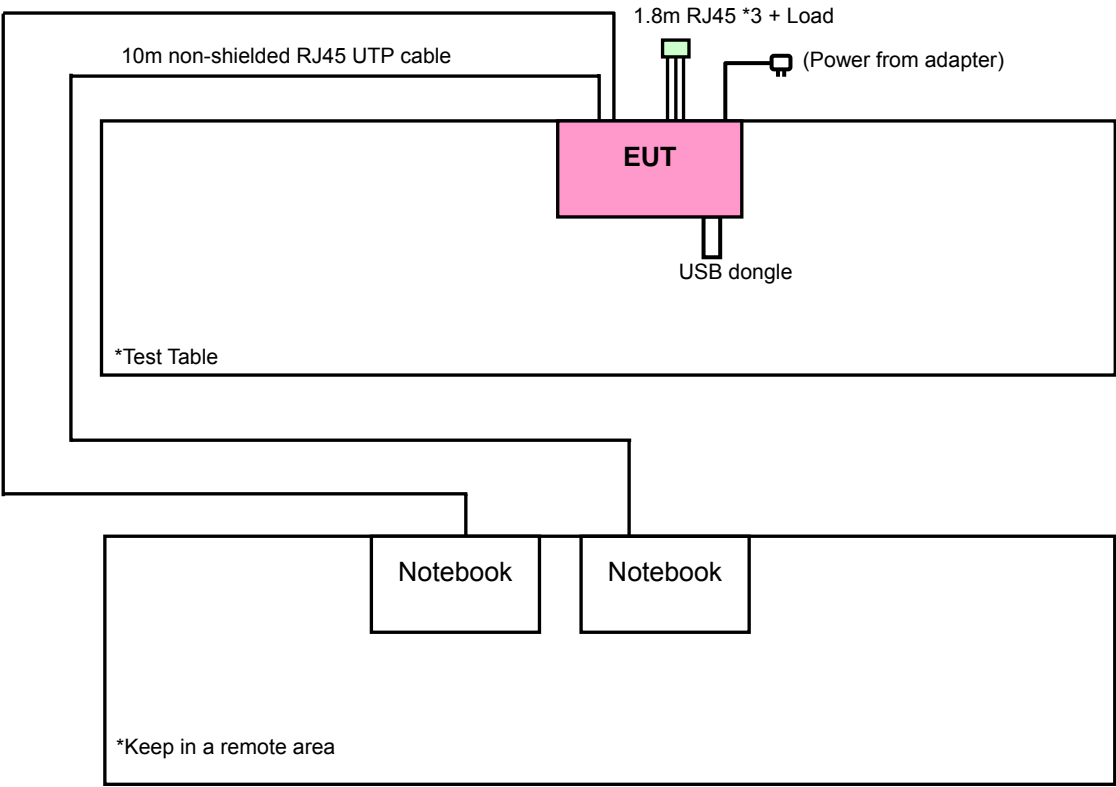 1.8m RJ45 *3 + Load
10m non-shielded RJ45 UTP cable
(Power from adapter)
EUT
USB dongle
*Test Table
Notebook
Notebook
*Keep in a remote area